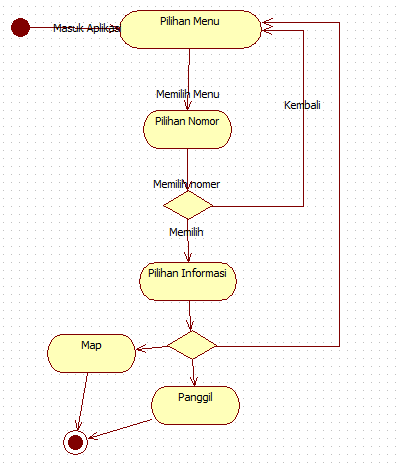 Pilihan Menu
Masuk Aplikasi
Memilih Menu
Kembali
Pilihan Nomor
Memilih nomer
Memilih
Pilihan Informasi
Map
Panggil